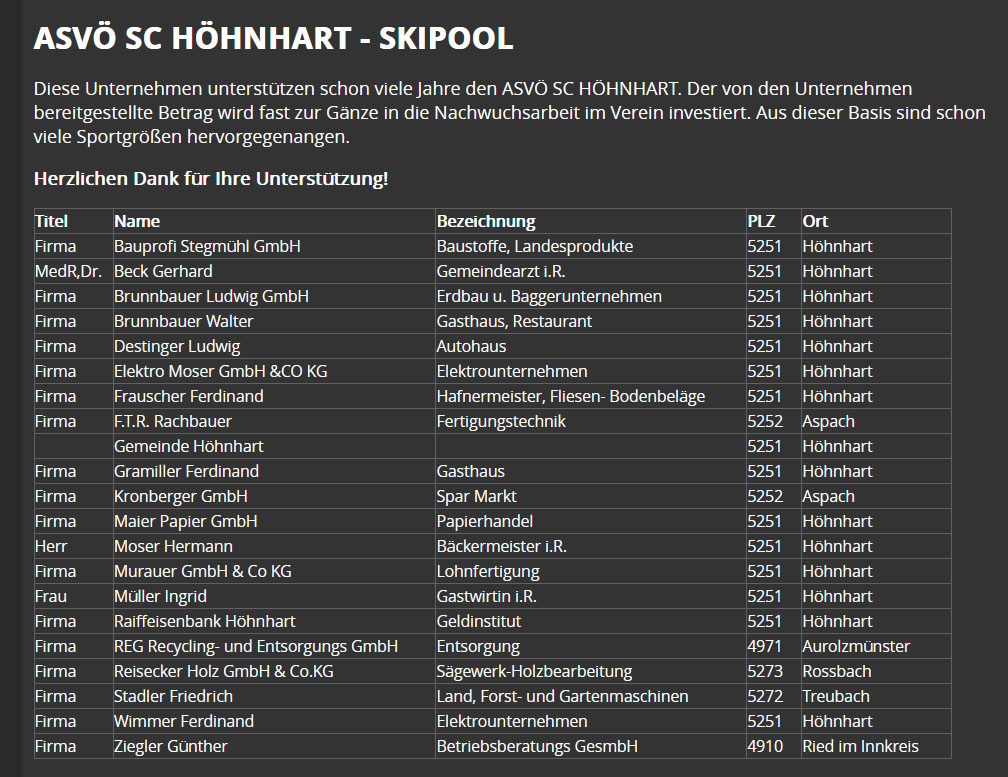 ASVÖ SC HÖHNHART - SKIPOOL
Diese Unternehmen unterstützen schon viele Jahre den ASVÖ SC HÖHNHART. Der von den Unternehmen
bereitgestellte Betrag wird fast zur Gänze in die Nachwuchsarbeit im Verein investiert. Aus dieser Basis sind schon
viele Sportgrößen hervorgegenangen.
Herzlichen Dank für Ihre Unterstützung!
Titel Name Bezeichnung PLZ Ort
Firma Bauprofi Stegmühl GmbH Baustoffe, Landesprodukte 5251 Höhnhart
MedR,Dr. Beck Gerhard Gemeindearzt i.R. 5251 Höhnhart
Firma Brunnbauer Ludwig GmbH Erdbau u. Baggerunternehmen 5251 Höhnhart
Firma Brunnbauer Walter Gasthaus, Restaurant 5251 Höhnhart
Firma Destinger Ludwig Autohaus 5251 Höhnhart
Firma Elektro Moser GmbH &CO KG Elektrounternehmen 5251 Höhnhart
Firma Frauscher Ferdinand Hafnermeister, Fliesen- Bodenbeläge 5251 Höhnhart
Firma F.T.R. Rachbauer Fertigungstechnik 5252 Aspach
Gemeinde Höhnhart 5251 Höhnhart
Firma Gramiller Ferdinand Gasthaus 5251 Höhnhart
Firma Kronberger GmbH Spar Markt 5252 Aspach
Firma Maier Papier GmbH Papierhandel 5251 Höhnhart
Herr Moser Hermann Bäckermeister i.R. 5251 Höhnhart
Firma Murauer GmbH & Co KG Lohnfertigung 5251 Höhnhart
Frau Müller Ingrid Gastwirtin i.R. 5251 Höhnhart
Firma Raiffeisenbank Höhnhart Geldinstitut 5251 Höhnhart
Firma REG Recycling- und Entsorgungs GmbH Entsorgung 4971 Aurolzmünster
Firma Reisecker Holz GmbH & Co.KG Sägewerk-Holzbearbeitung 5273 Rossbach
Firma Stadler Friedrich Land, Forst- und Gartenmaschinen 5272 Treubach
Firma Wimmer Ferdinand Elektrounternehmen 5251 Höhnhart
Firma Ziegler Günther Betriebsberatungs GesmbH 4910 Ried im Innkreis